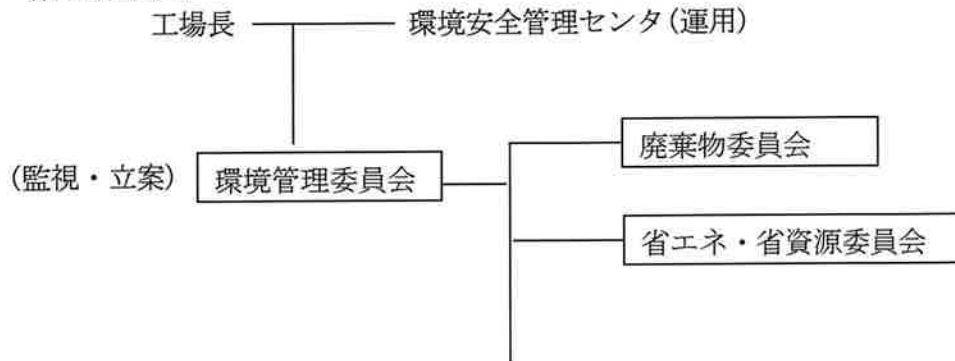 工場長
環境安全管理センタ(運用)
廃棄物委員会
(監視・立案)
環境管理委員会
省エネ・省資源委員会